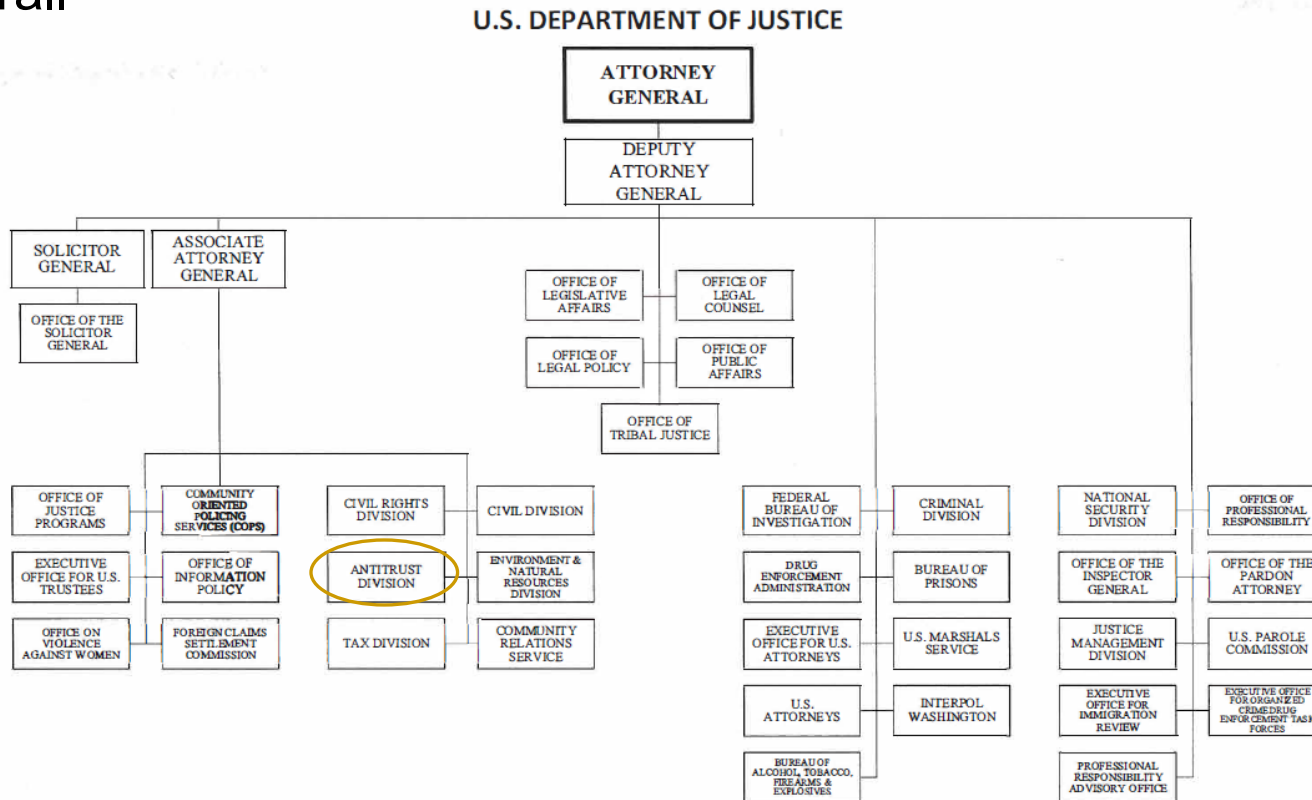 U.S. DEPARTMENT OF JUSTICE
ATTORNEY
GENERAL
DEPUTY
ATTORNEY
GENERAL
SOLICITOR
GENERAL
ASSOCIATE
ATTORNEY
GENERAL
OFFICE OF THE
SOLICITOR
GENERAL
OFFICE OF
LEGISLATIVE
AFFAIRS
OFFICE OF
LEGAL
COUNSEL
OFFICE OF
LEGAL POLICY
OFFICE OF
PUBLIC
AFFAIRS
OFFICE OF
TRIBAL JUSTICE
OFFICE OF
JUSTICE
PROGRAMS
COMMUNITY
ORIENTED
POLICING
SERVICES (COPS)
CIVIL RIGHTS
DIVISION
CIVIL DIVISION
FEDERAL
BUREAU OF
INVESTIGATION
CRIMINAL
DIVISION
NATIONAL
SECURITY
DIVISION
OFFICE OF
PROFESSIONAL
RESPONSIBILITY
EXECUTIVE
OFFICE FOR U.S.
TRUSTEES
OFFICE OF
INFORMATION
POLICY
ANTITRUST
DIVISION
ENVIRONMENT &
NATURAL
RESOURCES
DIVISION
DRUG
ENFORCEMENT
ADMINISTRATION
BUREAU OF
PRISONS
OFFICE OF THE
INSPECTOR
GENERAL
OFFICE OF THE
PARDON
ATTORNEY
OFFICE ON
VIOLENCE
AGAINST WOMEN
FOREIGN CLAIMS
SETTLEMENT
COMMISSION
TAX DIVISION
COMMUNITY
RELATIONS
SERVICE
EXECUTIVE
OFFICE FOR U.S.
ATTORNEYS
U.S. MARSHALS
SERVICE
JUSTICE
MANAGEMENT
DIVISION
U.S. PAROLE
COMMISSION
U.S.
ATTORNEYS
INTERPOL
WASHINGTON
EXECUTIVE
OFFICE FOR
IMMIGRATION
REVIEW
EXECUTIVE OFFICE
FOR ORGANIZED
CRIME DRUG
ENFORCEMENT TASK
FORCES
BUREAU OF
ALCOHOL, TOBACCO,
FIREARMS &
EXPLOSIVES
PROFESSIONAL
RESPONSIBILITY
ADVISORY OFFICE